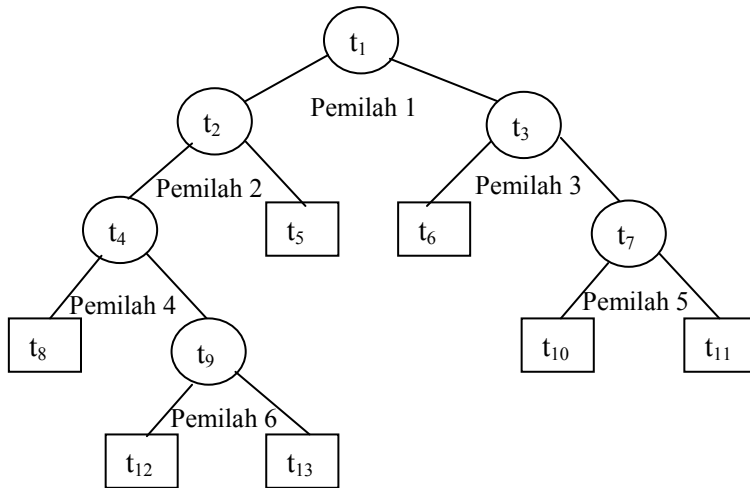 t₁
Pemilah 1
t₂
t₃
Pemilah 2
Pemilah 3
t₄
t₅
t₆
t₇
Pemilah 4
Pemilah 5
t₈
t₉
t₁₀
t₁₁
Pemilah 6
t₁₂
t₁₃